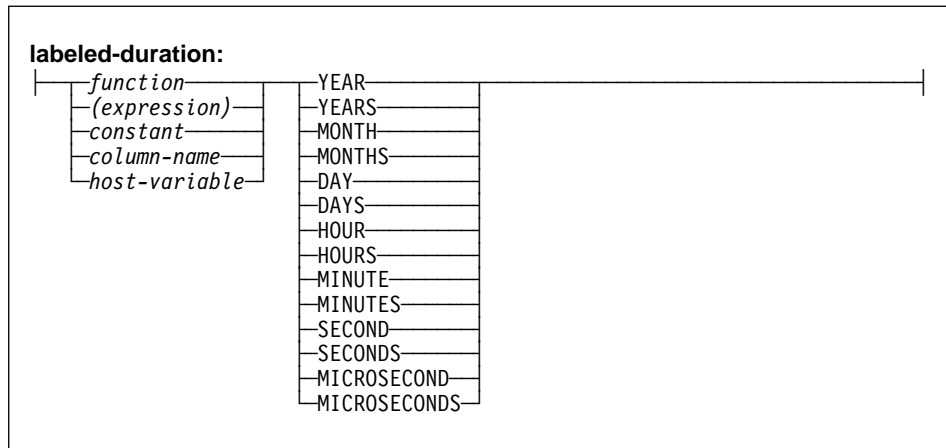 labeled-duration:
function YEAR
(expression) YEARS
constant MONTH
column-name MONTHS
host-variable DAY
DAYS
HOUR
HOURS
MINUTE
MINUTES
SECOND
SECONDS
MICROSECOND
MICROSECONDS